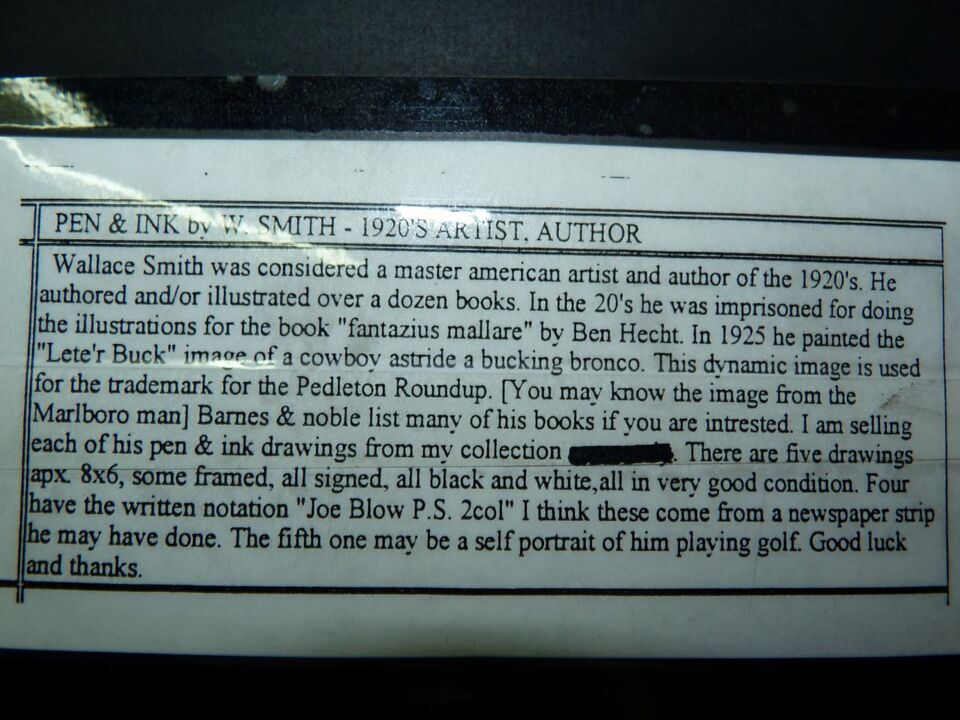 PEN & INK by W. SMITH - 1920'S ARTIST, AUTHOR
Wallace Smith was considered a master american artist and author of the 1920's. He
authored and/or illustrated over a dozen books. In the 20's he was imprisoned for doing
the illustrations for the book "fantazius mallare" by Ben Hecht. In 1925 he painted the
"Lete'r Buck" image of a cowboy astride a bucking bronco. This dynamic image is used
for the trademark for the Pedleton Roundup. [You may know the image from the
Marlboro man] Barnes & noble list many of his books if you are intrested. I am selling
each of his pen & ink drawings from my collection . There are five drawings
apx. 8x6, some framed, all signed, all black and white,all in very good condition. Four
have the written notation "Joe Blow P.S. 2col" I think these come from a newspaper strip
he may have done. The fifth one may be a self portrait of him playing golf. Good luck
and thanks.